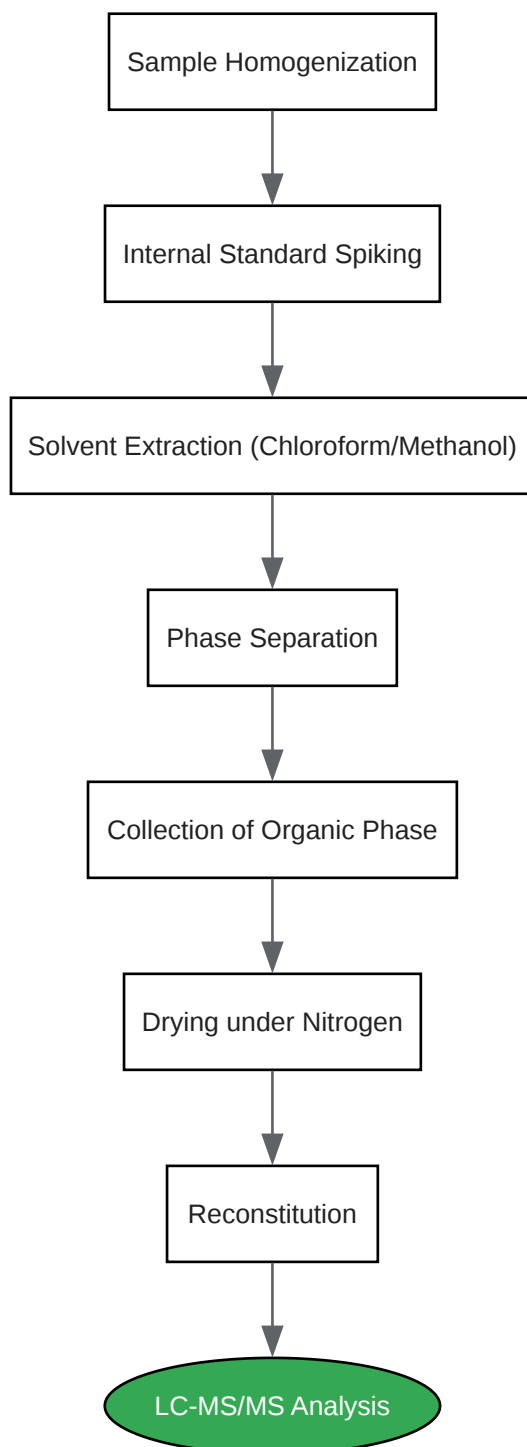 Sample Homogenization
Internal Standard Spiking
Solvent Extraction (Chloroform/Methanol)
Phase Separation
Collection of Organic Phase
Drying under Nitrogen
Reconstitution
LC-MS/MS Analysis